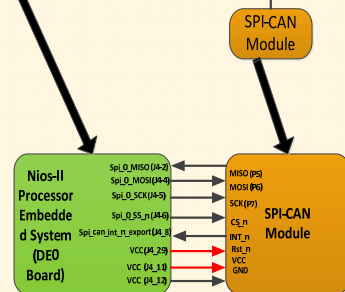 SPI-CAN
Module
Nios-II
Processor
Embedde
d System
(DE0
Board)
Spi_0_MISO(J4-2)
Spi_0_MOSI(J4-4)
Spi_0_SCK(J4-5)
Spi_0_SS_n(J4-6)
Spi_can_int_n_export(J4_8)
VCC(J4_29)
VCC(J4_11)
VCC(J4_12)
MISO(P5)
MOSI(P6)
SCK(P7)
CS_n
INT_n
Rst_n
VCC
GND
SPI-CAN
Module